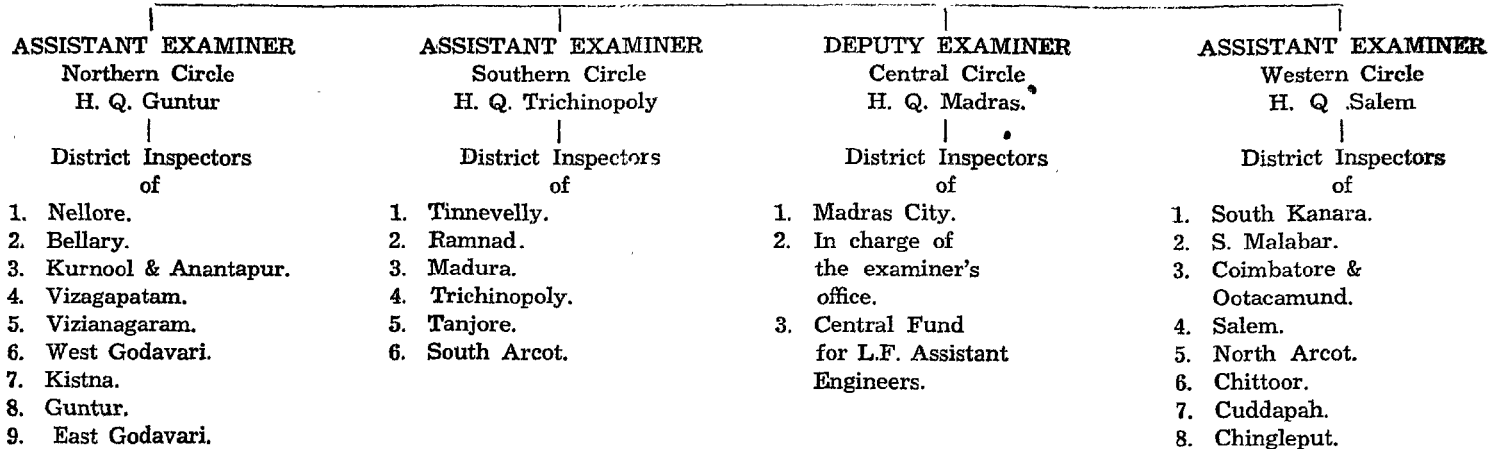 ASSISTANT EXAMINER
Northern Circle
H. Q. Guntur
District Inspectors
of
1. Nellore.
2. Bellary.
3. Kurnool & Anantapur.
4. Vizagapatam.
5. Vizianagaram.
6. West Godavari.
7. Kistna.
8. Guntur.
9. East Godavari.
ASSISTANT EXAMINER
Southern Circle
H. Q. Trichinopoly
District Inspectors
of
1. Tinnevelly.
2. Ramnad.
3. Madura.
4. Trichinopoly.
5. Tanjore.
6. South Arcot.
DEPUTY EXAMINER
Central Circle
H. Q. Madras.
District Inspectors
of
1. Madras City.
2. In charge of
the examiner's
office.
3. Central Fund
for L.F. Assistant
Engineers.
ASSISTANT EXAMINER
Western Circle
H. Q .Salem
District Inspectors
of
1. South Kanara.
2. S. Malabar.
3. Coimbatore &
Ootacamund.
4. Salem.
5. North Arcot.
6. Chittoor.
7. Cuddapah.
8. Chingleput.